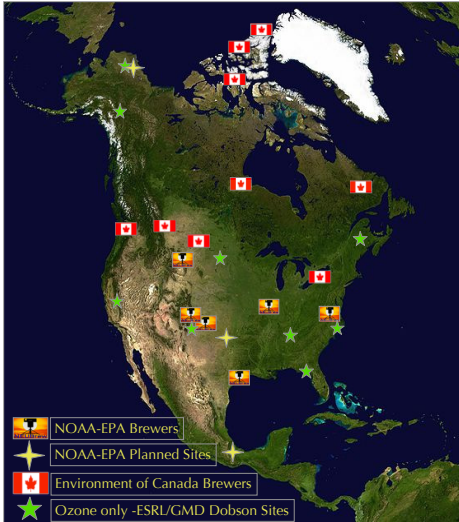 NOAA-EPA Brewers
NOAA-EPA Planned Sites
Environment of Canada Brewers
Ozone only -ESRL/GMD Dobson Sites